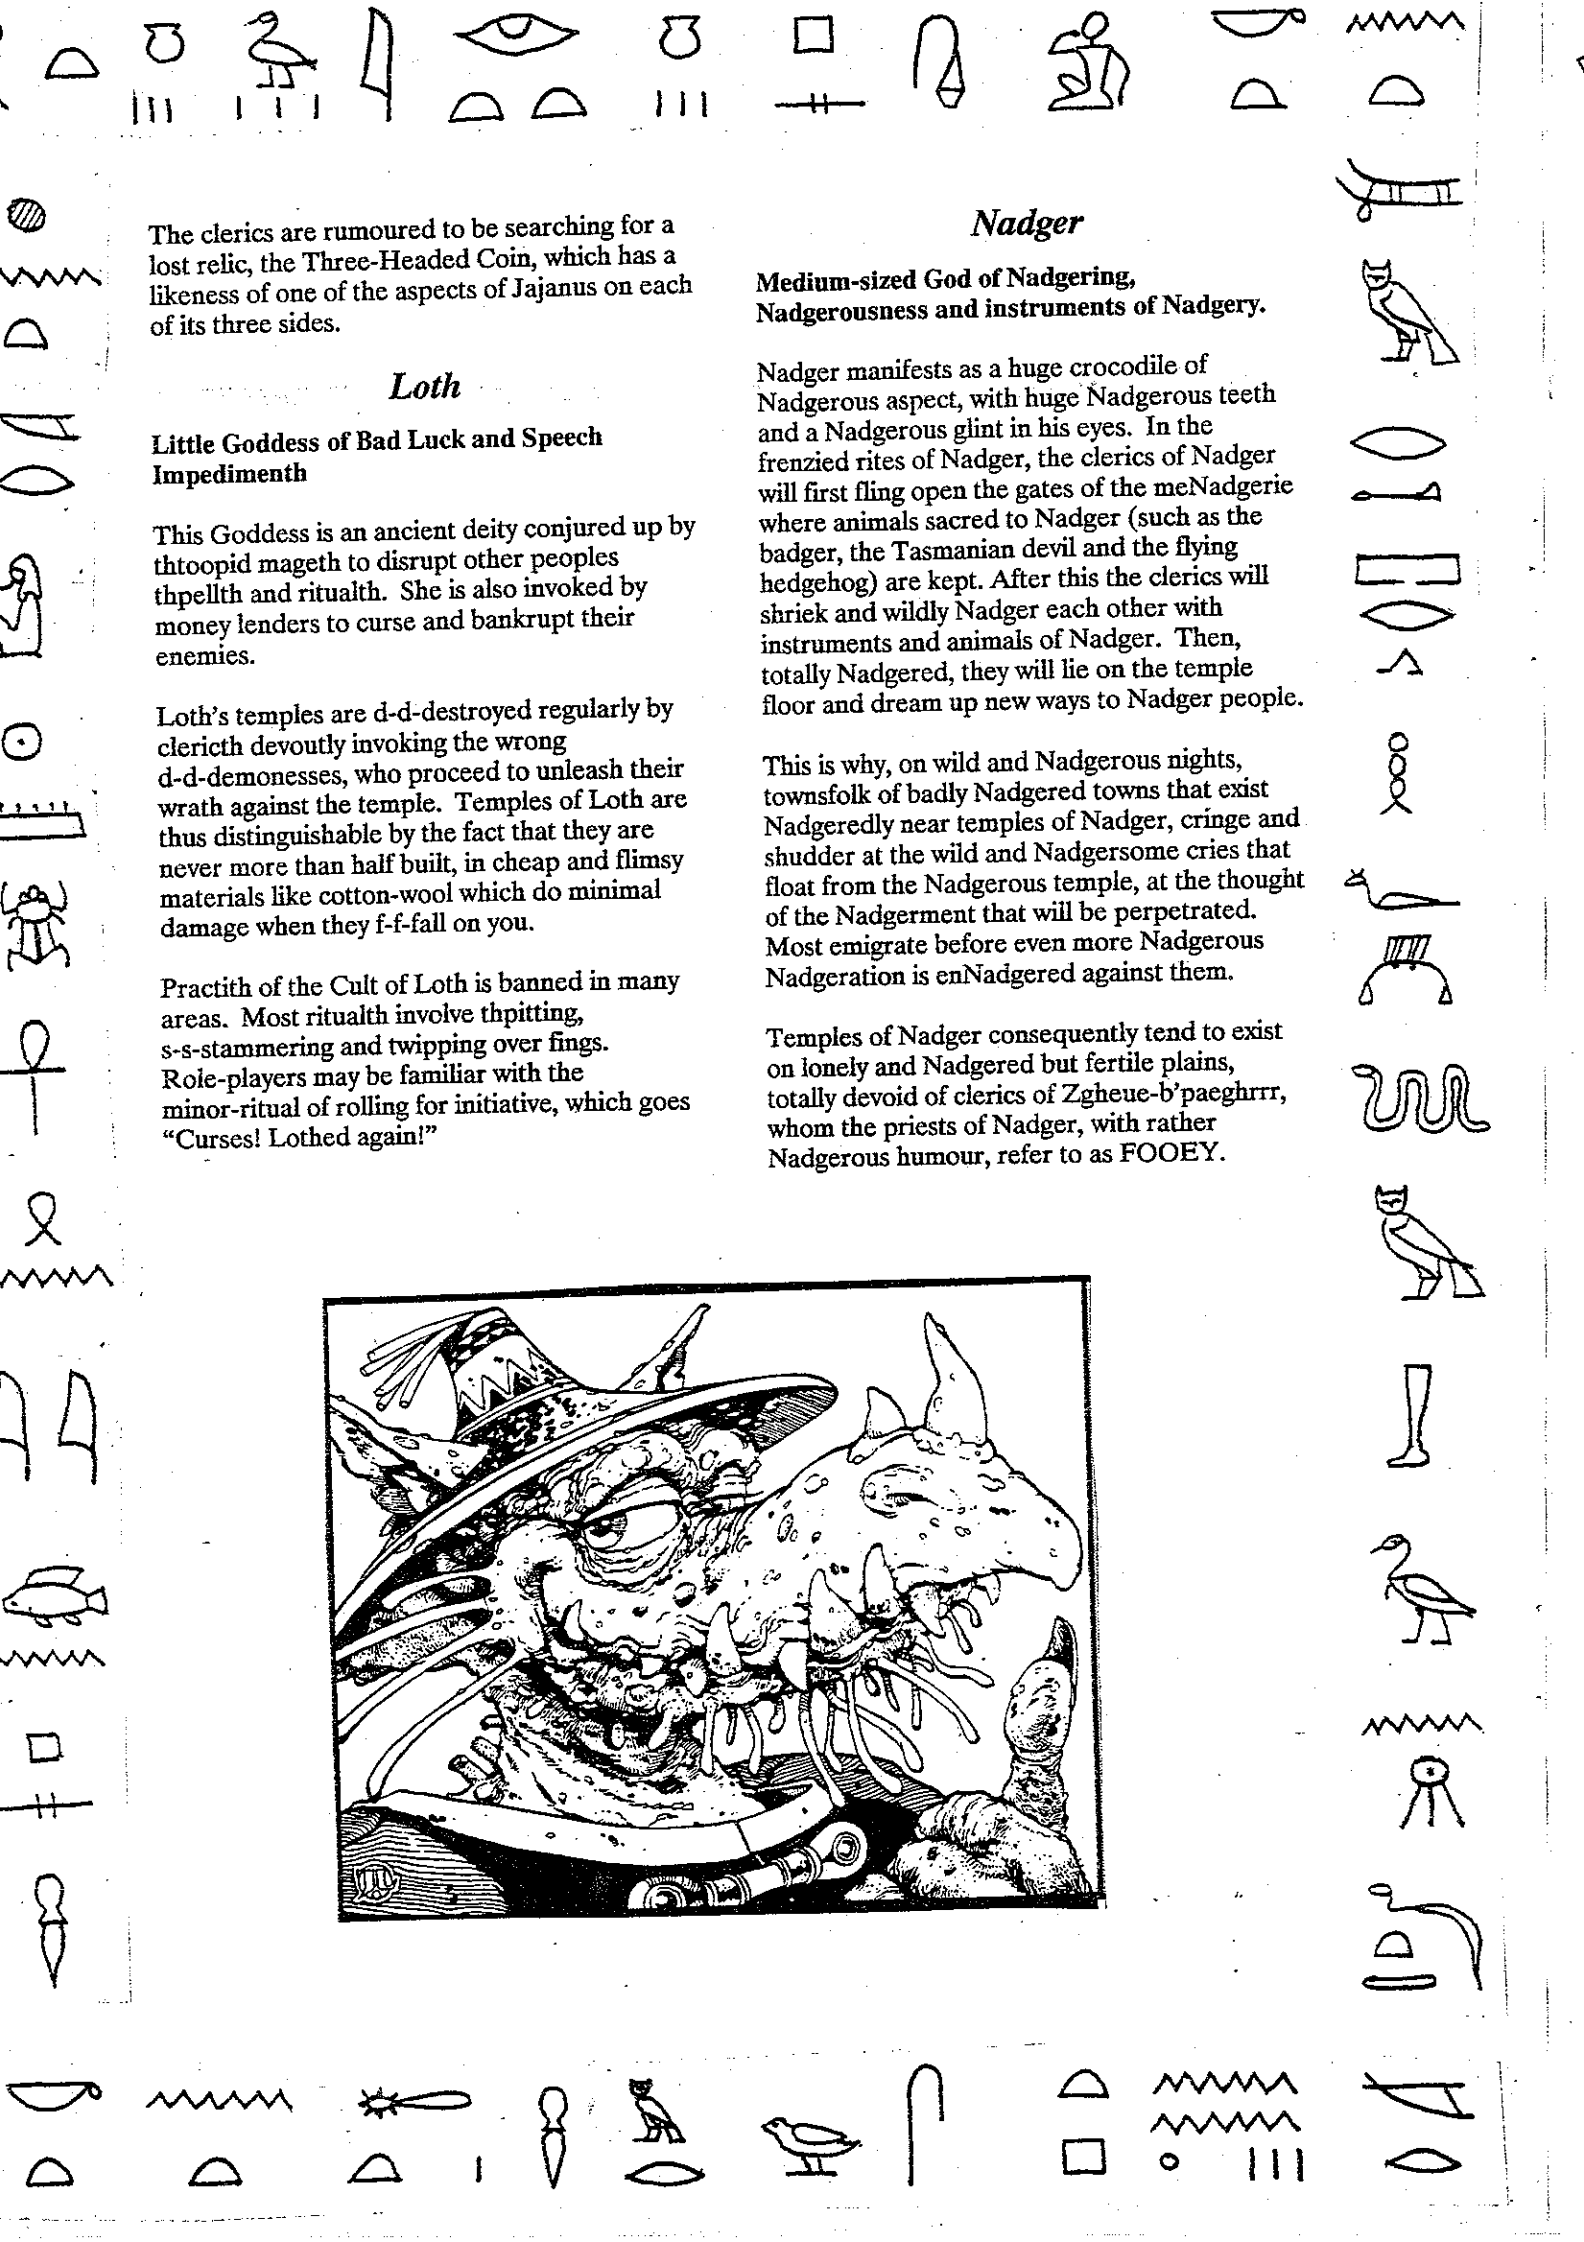 The clerics are rumoured to be searching for a
lost relic, the Three-Headed Coin, which has a
likeness of one of the aspects of Jajanus on each
of its three sides.
Loth
Little Goddess of Bad Luck and Speech
Impedimenth
This Goddess is an ancient deity conjured up by
thtoopid mageth to disrupt other peoples
thpellth and ritualth. She is also invoked by
money lenders to curse and bankrupt their
enemies.
Loth's temples are d-d-destroyed regularly by
clericth devoutly invoking the wrong
d-d-demonesses, who proceed to unleash their
wrath against the temple. Temples of Loth are
thus distinguishable by the fact that they are
never more than half built, in cheap and flimsy
materials like cotton-wool which do minimal
damage when they f-f-fall on you.
Practith of the Cult of Loth is banned in many
areas. Most ritualth involve thpitting,
s-s-stammering and twipping over fings.
Role-players may be familiar with the
minor-ritual of rolling for initiative, which goes
“Curses! Lothed again!”
Nadger
Medium-sized God of Nadgering,
Nadgerousness and instruments of Nadgery.
Nadger manifests as a huge crocodile of
Nadgerous aspect, with huge Nadgerous teeth
and a Nadgerous glint in his eyes. In the
frenzied rites of Nadger, the clerics of Nadger
will first fling open the gates of the meNadgerie
where animals sacred to Nadger (such as the
badger, the Tasmanian devil and the flying
hedgehog) are kept. After this the clerics will
shriek and wildly Nadger each other with
instruments and animals of Nadger. Then,
totally Nadgered, they will lie on the temple
floor and dream up new ways to Nadger people.
This is why, on wild and Nadgerous nights,
townsfolk of badly Nadgered towns that exist
Nadgeredly near temples of Nadger, cringe and
shudder at the wild and Nadgersome cries that
float from the Nadgerous temple, at the thought
of the Nadgerment that will be perpetrated.
Most emigrate before even more Nadgerous
Nadgeration is enNadgered against them.
Temples of Nadger consequently tend to exist
on lonely and Nadgered but fertile plains,
totally devoid of clerics of Zgheue-b'paeghrrr,
whom the priests of Nadger, with rather
Nadgerous humour, refer to as FOOEY.